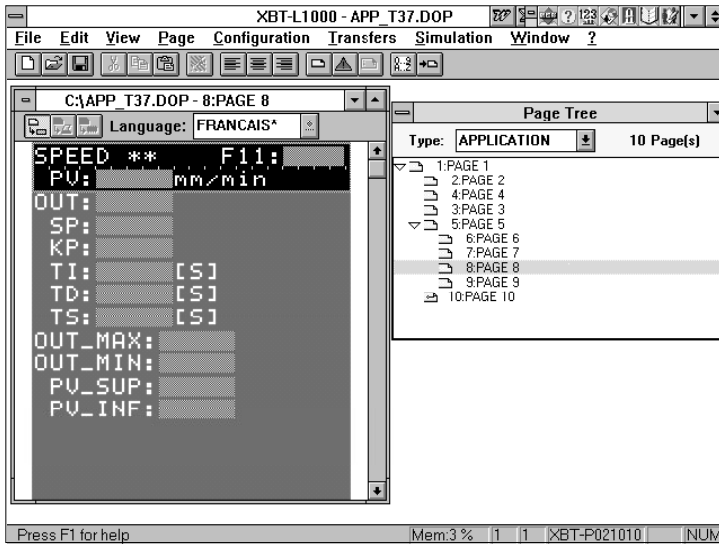 XBT-L1000 - APP_T37.DOP
File Edit View Page Configuration Transfers Simulation Window ?
C:\APP_T37.DOP - 8:PAGE 8
Language: FRANCAIS*
SPEED ** F11:
PV: mm/min
OUT:
SP:
KP:
TI: [S]
TD: [S]
TS: [S]
OUT_MAX:
OUT_MIN:
PV_SUP:
PV_INF:
Page Tree
Type: APPLICATION 10 Page(s)
1:PAGE 1
2:PAGE 2
4:PAGE 4
3:PAGE 3
5:PAGE 5
6:PAGE 6
7:PAGE 7
8:PAGE 8
9:PAGE 9
10:PAGE 10
Press F1 for help Mem:3 % 1 1 XBT-P021010 NUM